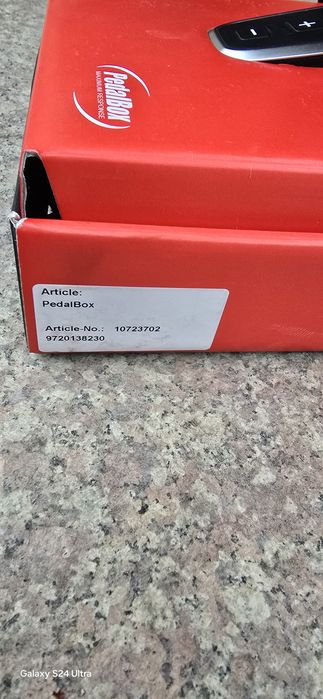 − +
PedalBox
MAXIMUM RESPONSE
Article:
PedalBox
Article-No.: 10723702
9720138230
Galaxy S24 Ultra